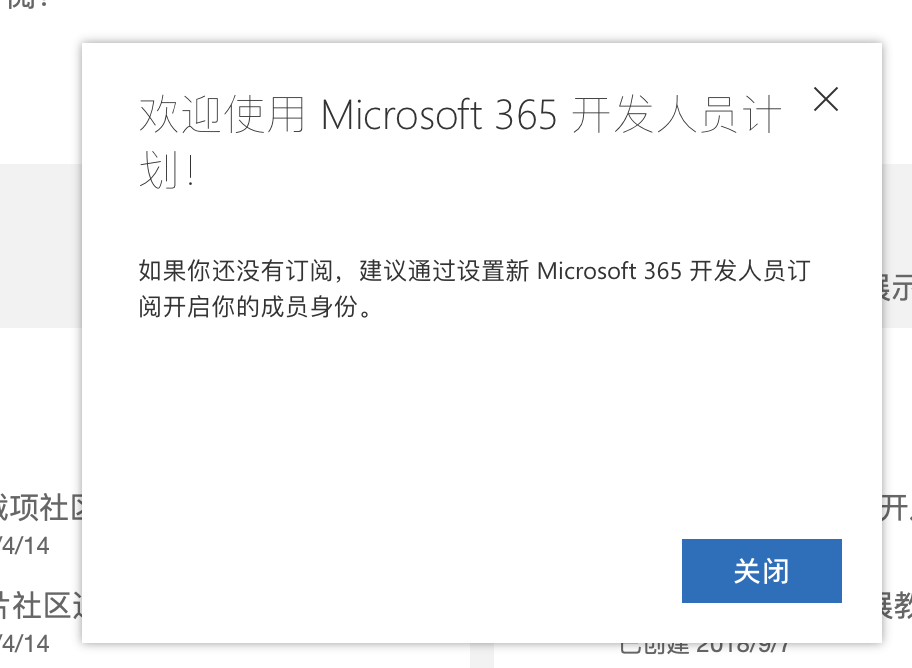 欢迎使用 Microsoft 365 开发人员计
划！
如果你还没有订阅，建议通过设置新 Microsoft 365 开发人员订
阅开启你的成员身份。
展示
项社区
开
/4/14
关闭
社区
展教
/4/14
已创建 2018/9/7